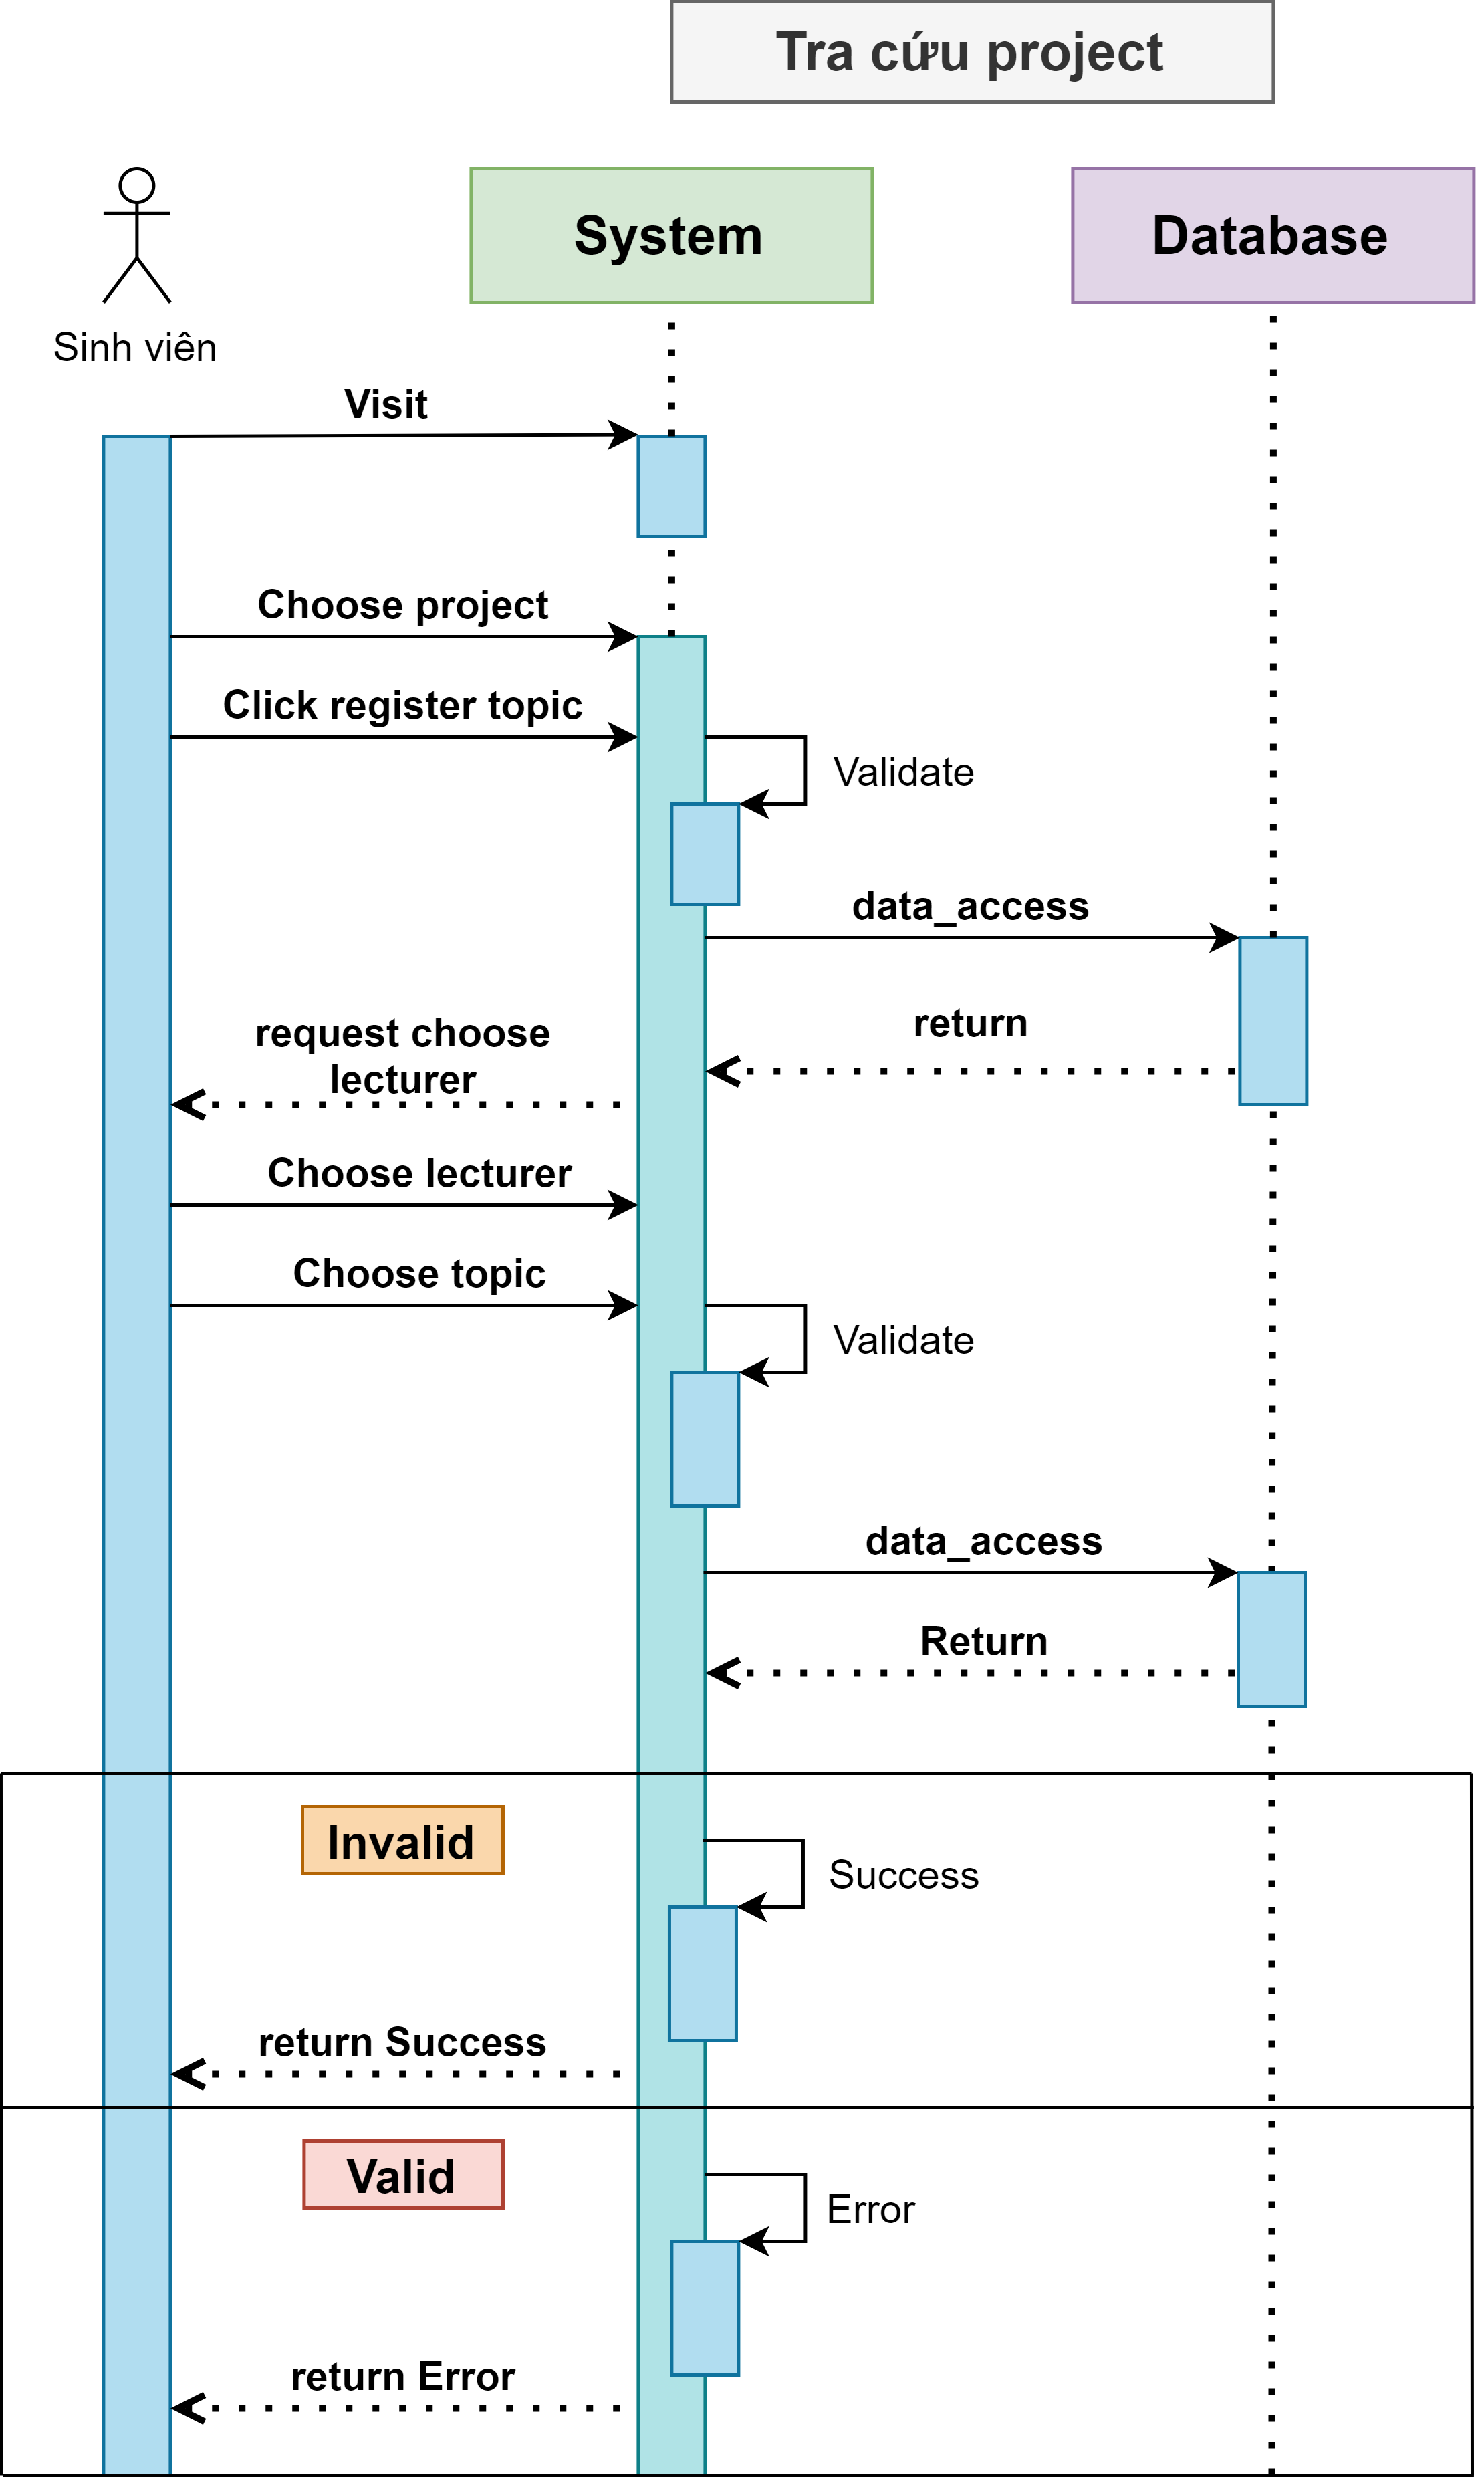 Tra cứu project
System
Database
Sinh viên
Visit
Choose project
Click register topic
Validate
data_access
return
request choose
lecturer
Choose lecturer
Choose topic
Validate
data_access
Return
Invalid
Success
return Success
Valid
Error
return Error